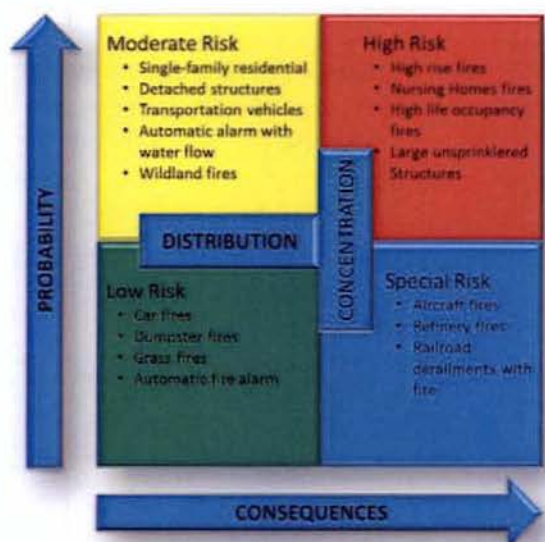 Moderate Risk
• Single-family residential
• Detached structures
• Transportation vehicles
• Automatic alarm with
water flow
• Wildland fires
High Risk
• High rise fires
• Nursing Homes fires
• High life occupancy
fires
• Large unsprinklered
Structures
PROBABILITY
DISTRIBUTION
CONCENTRATION
Low Risk
• Car fires
• Dumpster fires
• Grass fires
• Automatic fire alarm
Special Risk
• Aircraft fires
• Refinery fires
• Railroad
derailments with
fire
CONSEQUENCES